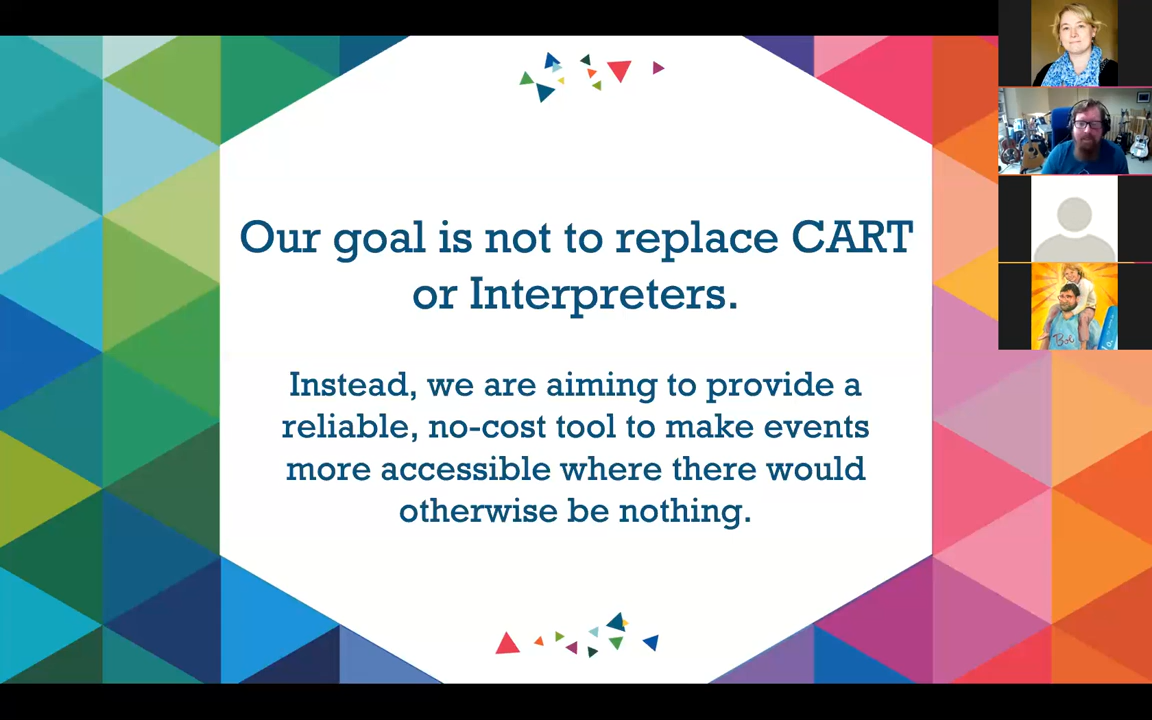 Our goal is not to replace CART
or Interpreters.
Instead, we are aiming to provide a
reliable, no-cost tool to make events
more accessible where there would
otherwise be nothing.